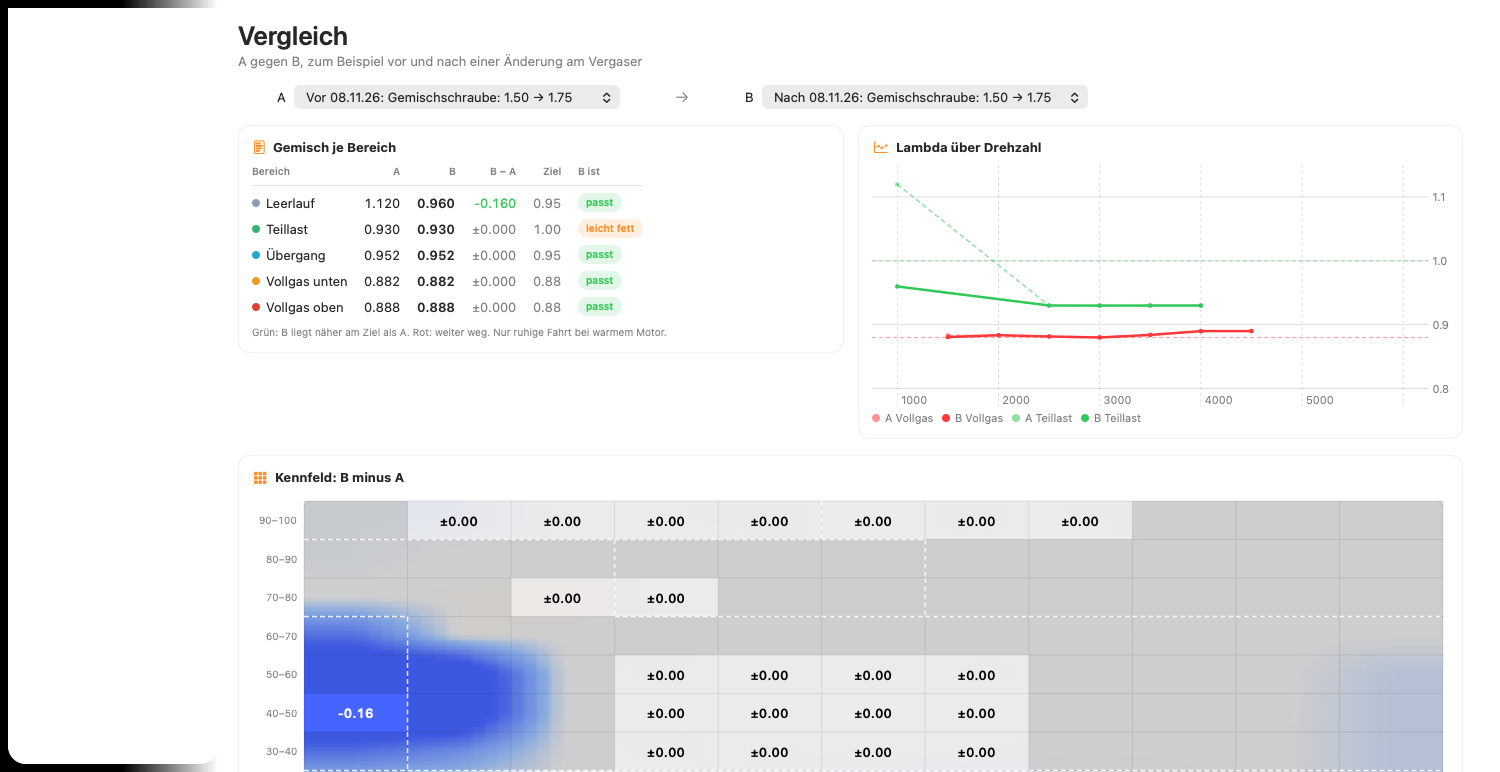 Vergleich
A gegen B, zum Beispiel vor und nach einer Änderung am Vergaser
A Vor 08.11.26: Gemischschraube: 1.50 → 1.75 → B Nach 08.11.26: Gemischschraube: 1.50 → 1.75
Gemisch je Bereich
Bereich A B B – A Ziel B ist
Leerlauf 1.120 0.960 -0.160 0.95 passt
Teillast 0.930 0.930 ±0.000 1.00 leicht fett
Übergang 0.952 0.952 ±0.000 0.95 passt
Vollgas unten 0.882 0.882 ±0.000 0.88 passt
Vollgas oben 0.888 0.888 ±0.000 0.88 passt
Grün: B liegt näher am Ziel als A. Rot: weiter weg. Nur ruhige Fahrt bei warmem Motor.
Lambda über Drehzahl
1.1
1.0
0.9
0.8
1000 2000 3000 4000 5000
A Vollgas B Vollgas A Teillast B Teillast
Kennfeld: B minus A
90–100 ±0.00 ±0.00 ±0.00 ±0.00 ±0.00 ±0.00 ±0.00
80–90
70–80 ±0.00 ±0.00
60–70
50–60 ±0.00 ±0.00 ±0.00 ±0.00
40–50 -0.16 ±0.00 ±0.00 ±0.00 ±0.00
30–40 ±0.00 ±0.00 ±0.00 ±0.00